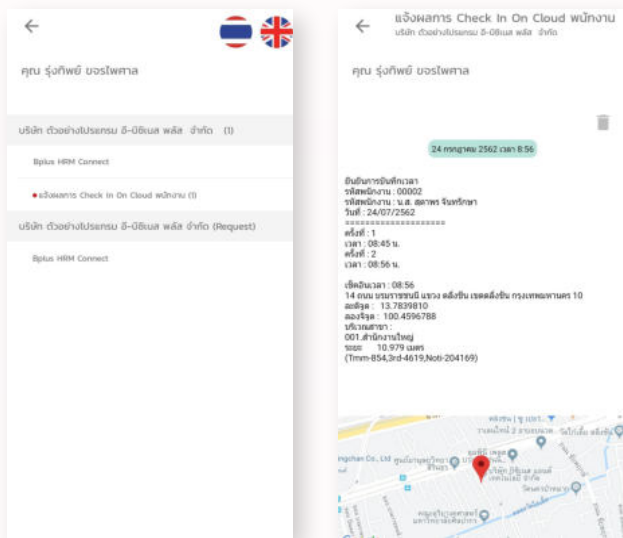 คุณ รุ่งทิพย์ ขจรไพศาล
บริษัท ตัวอย่างโปรแกรม อี-บิซิเนส พลัส จำกัด (1)
Bplus HRM Connect
แจ้งผลการ Check In On Cloud พนักงาน (1)
บริษัท ตัวอย่างโปรแกรม อี-บิซิเนส พลัส จำกัด (Request)
Bplus HRM Connect
แจ้งผลการ Check In On Cloud พนักงาน
บริษัท ตัวอย่างโปรแกรม อี-บิซิเนส พลัส จำกัด
คุณ รุ่งทิพย์ ขจรไพศาล
24 กรกฎาคม 2562 เวลา 8:56
ยืนยันการบันทึกเวลา
รหัสพนักงาน : 00002
รหัสพนักงาน : น.ส. สุดาพร จันทรักษา
วันที่ : 24/07/2562
====================
ครั้งที่ : 1
เวลา : 08:45 น.
ครั้งที่ : 2
เวลา : 08:56 น.
เช็คอินเวลา : 08:56
14 ถนน บรมราชชนนี แขวง ตลิ่งชัน เขตตลิ่งชัน กรุงเทพมหานคร 10
ละติจูด : 13.7839810
ลองจิจูด : 100.4596788
บริเวณสาขา :
001.สำนักงานใหญ่
ระยะ 10.979 เมตร
(Tmm-854,3rd-4619,Noti-204169)
ngchan Co., Ltd
มหาวิทยาลัยศิลปากร